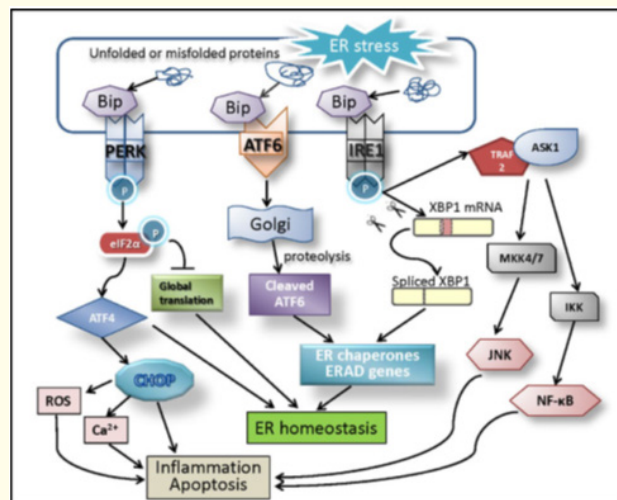 ER stress
Unfolded or misfolded proteins
Bip
Bip
Bip
PERK
ATF6
IRE1
TRAF
2
ASK1
P
P
eIF2α
P
Golgi
XBP1 mRNA
proteolysis
Global
translation
Cleaved
ATF6
Spliced XBP1
MKK4/7
IKK
ATF4
ER chaperones
ERAD genes
JNK
CHOP
ROS
Ca2+
NF-κB
ER homeostasis
Inflammation
Apoptosis